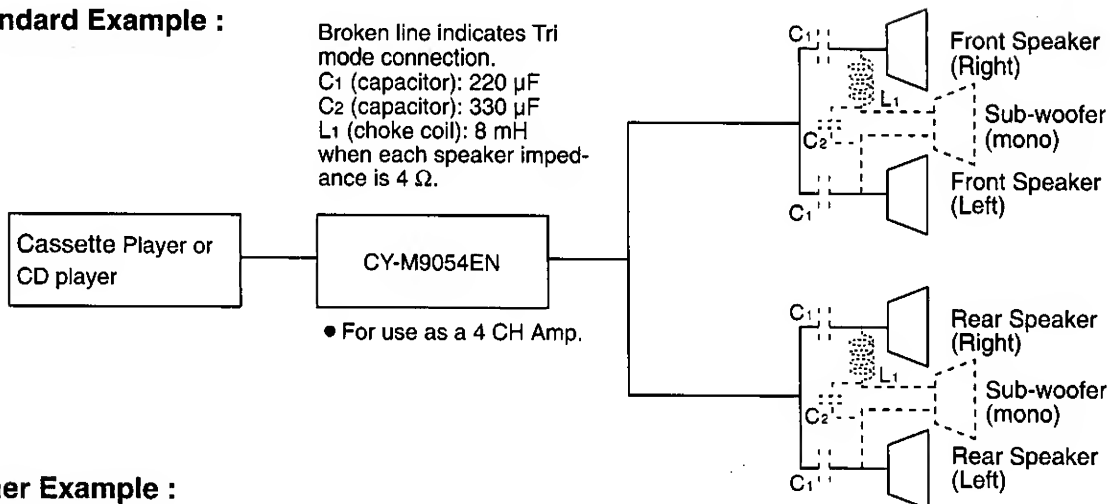 ndard Example :
Broken line indicates Tri
mode connection.
C1 (capacitor): 220 µF
C2 (capacitor): 330 µF
L1 (choke coil): 8 mH
when each speaker imped-
ance is 4 Ω.
C1
Front Speaker
(Right)
L1
Sub-woofer
(mono)
C2
Front Speaker
(Left)
C1
Cassette Player or
CD player
CY-M9054EN
● For use as a 4 CH Amp.
C1
Rear Speaker
(Right)
L1
Sub-woofer
(mono)
C2
Rear Speaker
(Left)
C1
er Example :